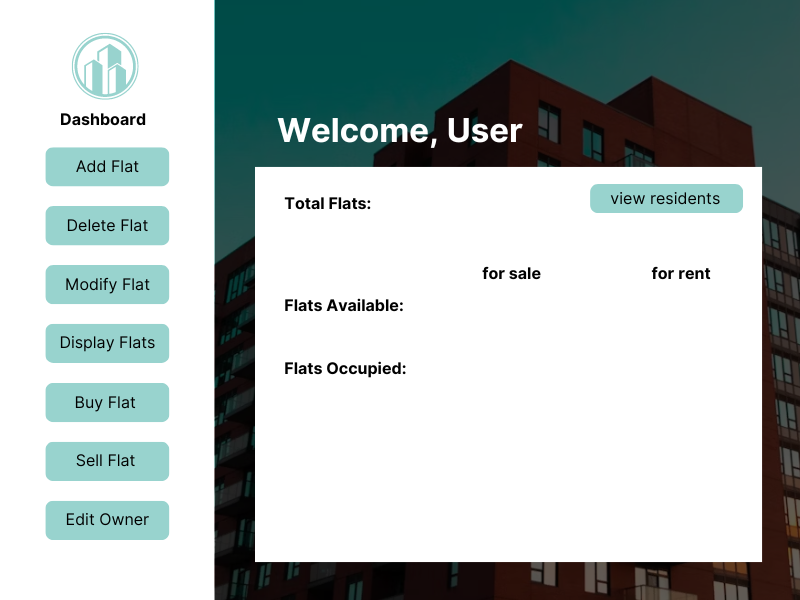 Dashboard
Add Flat
Delete Flat
Modify Flat
Display Flats
Buy Flat
Sell Flat
Edit Owner
Welcome, User
Total Flats:
view residents
for sale for rent
Flats Available:
Flats Occupied: